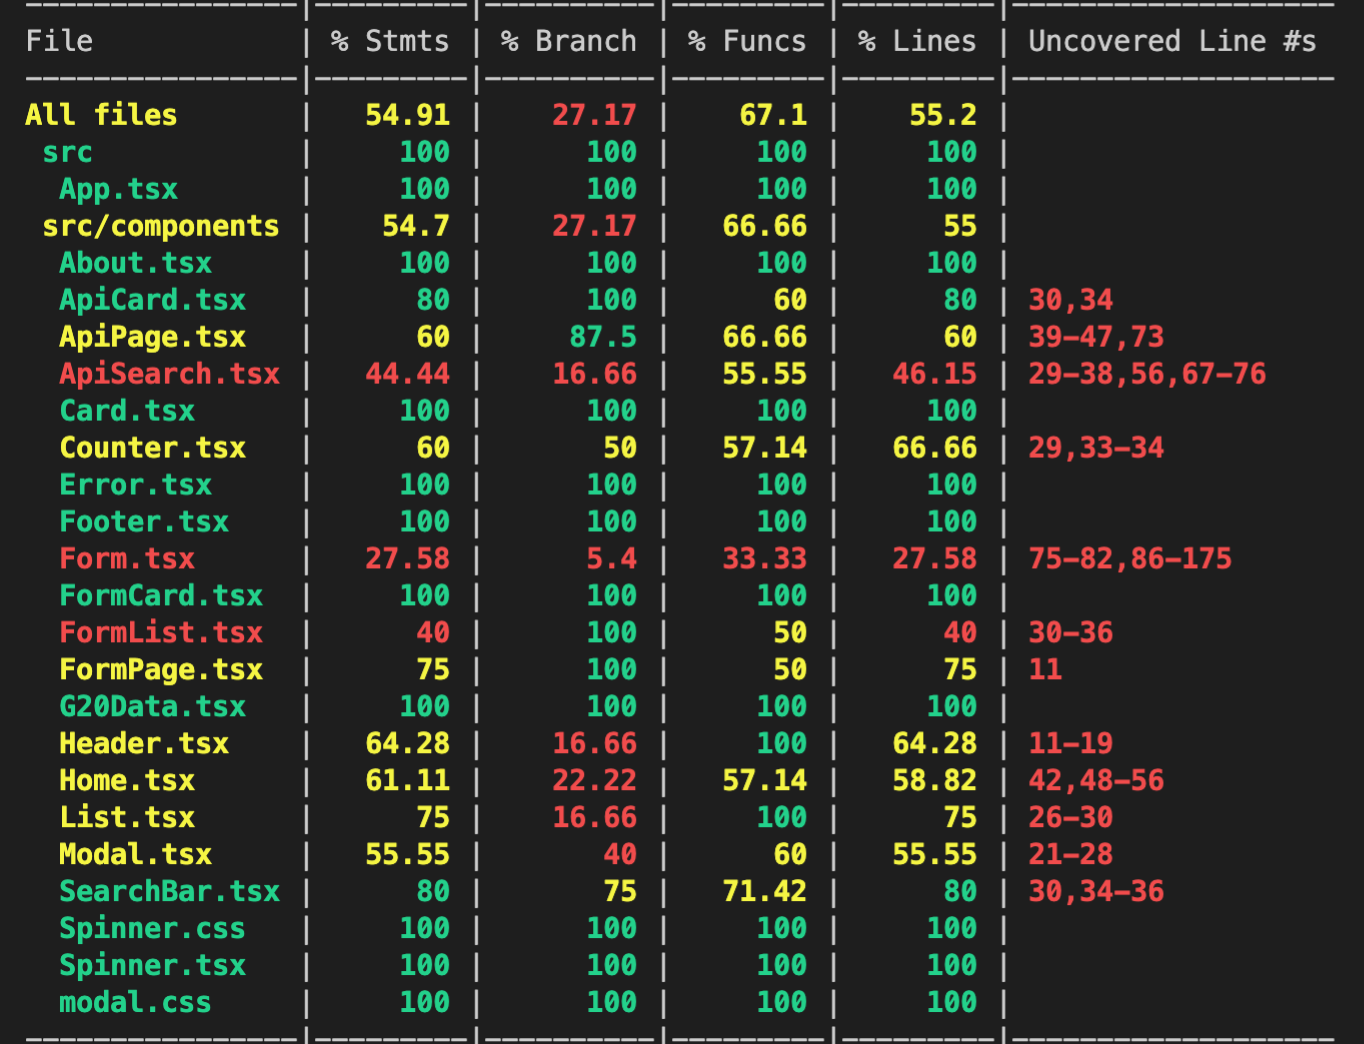 File | % Stmts | % Branch | % Funcs | % Lines | Uncovered Line #s
All files | 54.91 | 27.17 | 67.1 | 55.2 |
src | 100 | 100 | 100 | 100 |
App.tsx | 100 | 100 | 100 | 100 |
src/components | 54.7 | 27.17 | 66.66 | 55 |
About.tsx | 100 | 100 | 100 | 100 |
ApiCard.tsx | 80 | 100 | 60 | 80 | 30,34
ApiPage.tsx | 60 | 87.5 | 66.66 | 60 | 39-47,73
ApiSearch.tsx | 44.44 | 16.66 | 55.55 | 46.15 | 29-38,56,67-76
Card.tsx | 100 | 100 | 100 | 100 |
Counter.tsx | 60 | 50 | 57.14 | 66.66 | 29,33-34
Error.tsx | 100 | 100 | 100 | 100 |
Footer.tsx | 100 | 100 | 100 | 100 |
Form.tsx | 27.58 | 5.4 | 33.33 | 27.58 | 75-82,86-175
FormCard.tsx | 100 | 100 | 100 | 100 |
FormList.tsx | 40 | 100 | 50 | 40 | 30-36
FormPage.tsx | 75 | 100 | 50 | 75 | 11
G20Data.tsx | 100 | 100 | 100 | 100 |
Header.tsx | 64.28 | 16.66 | 100 | 64.28 | 11-19
Home.tsx | 61.11 | 22.22 | 57.14 | 58.82 | 42,48-56
List.tsx | 75 | 16.66 | 100 | 75 | 26-30
Modal.tsx | 55.55 | 40 | 60 | 55.55 | 21-28
SearchBar.tsx | 80 | 75 | 71.42 | 80 | 30,34-36
Spinner.css | 100 | 100 | 100 | 100 |
Spinner.tsx | 100 | 100 | 100 | 100 |
modal.css | 100 | 100 | 100 | 100 |